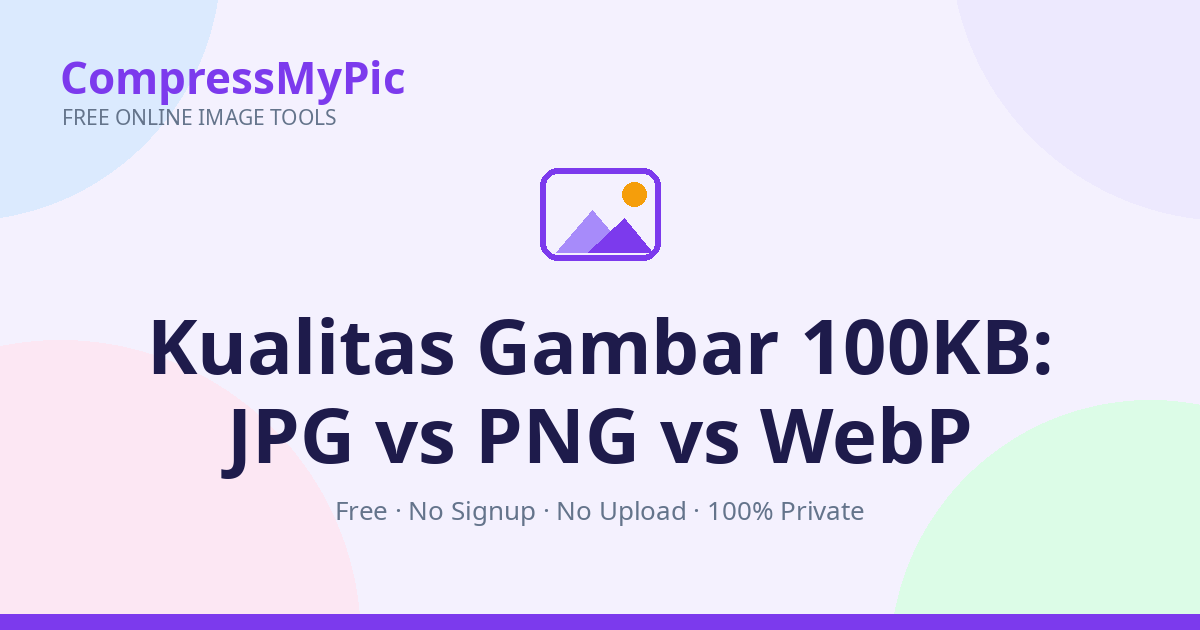 CompressMyPic
FREE ONLINE IMAGE TOOLS
Kualitas Gambar 100KB:
JPG vs PNG vs WebP
Free · No Signup · No Upload · 100% Private